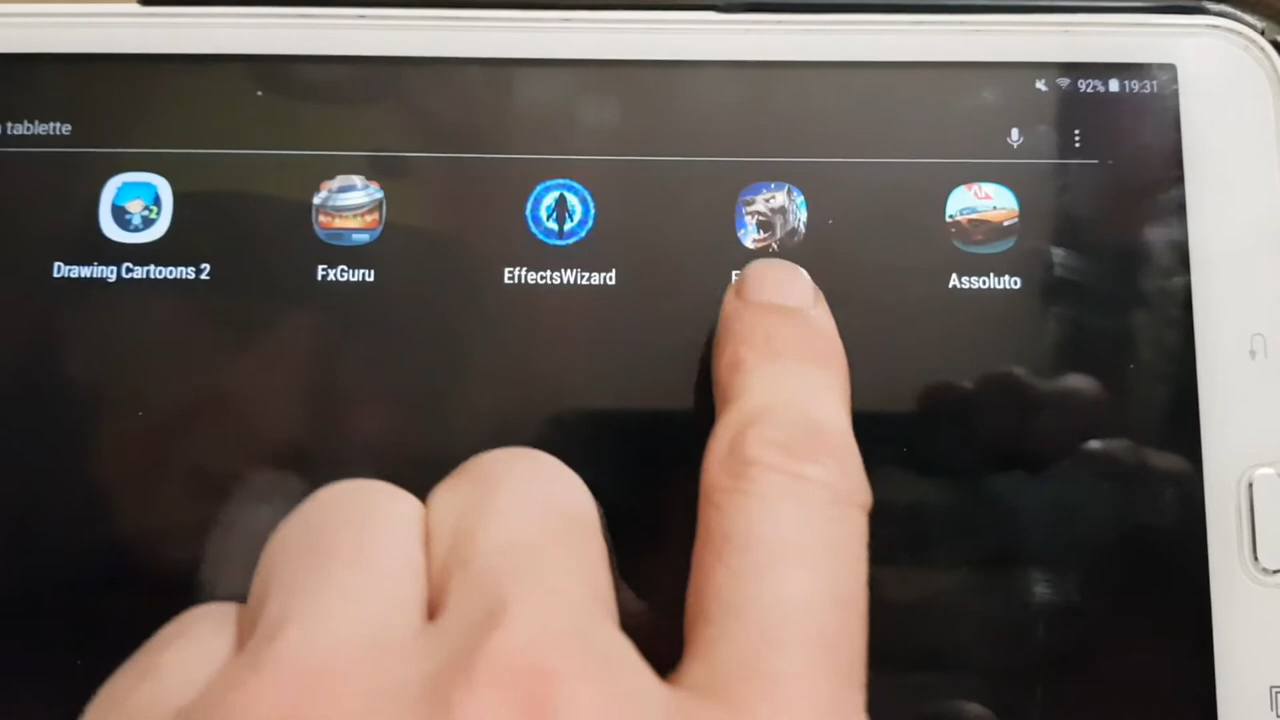 92% 19:31
tablette
Drawing Cartoons 2
FxGuru
EffectsWizard
Assoluto